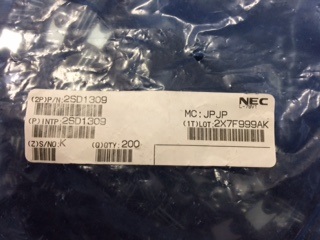 (2P)P/N:2SD1309
NEC
MC:JPJP
(P)INTP:2SD1309
(1T)LOT:2X7F999AK
(Z)S/NO:K (Q)QTY:200